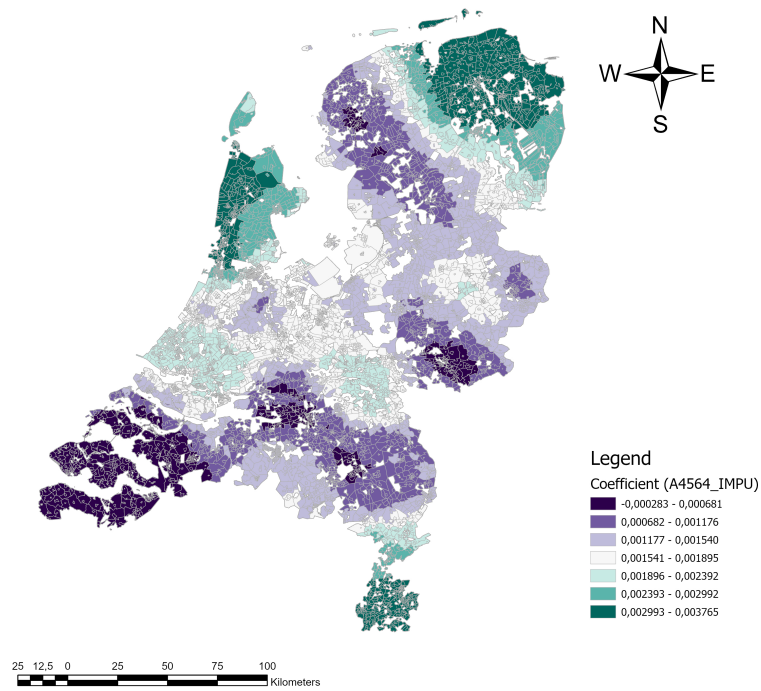 N
W E
S
Legend
Coefficient (A4564_IMPU)
-0,000283 - 0,000681
0,000682 - 0,001176
0,001177 - 0,001540
0,001541 - 0,001895
0,001896 - 0,002392
0,002393 - 0,002992
0,002993 - 0,003765
25 12,5 0 25 50 75 100
Kilometers